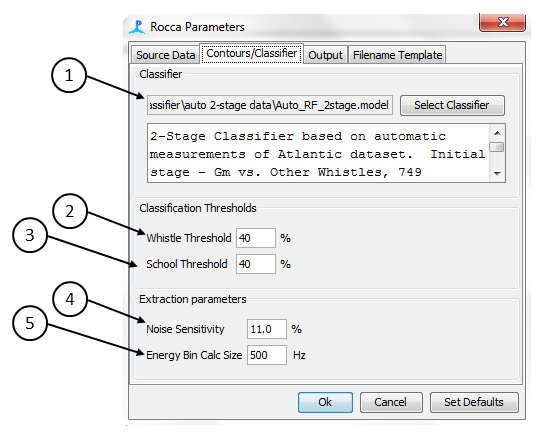 Rocca Parameters
Source Data Contours/Classifier Output Filename Template
Classifier
1
assifier\auto 2-stage data\Auto_RF_2stage.model Select Classifier
2-Stage Classifier based on automatic
measurements of Atlantic dataset. Initial
stage - Gm vs. Other Whistles, 749
Classification Thresholds
2
Whistle Threshold 40 %
3
School Threshold 40 %
Extraction parameters
4
Noise Sensitivity 11.0 %
5
Energy Bin Calc Size 500 Hz
Ok Cancel Set Defaults